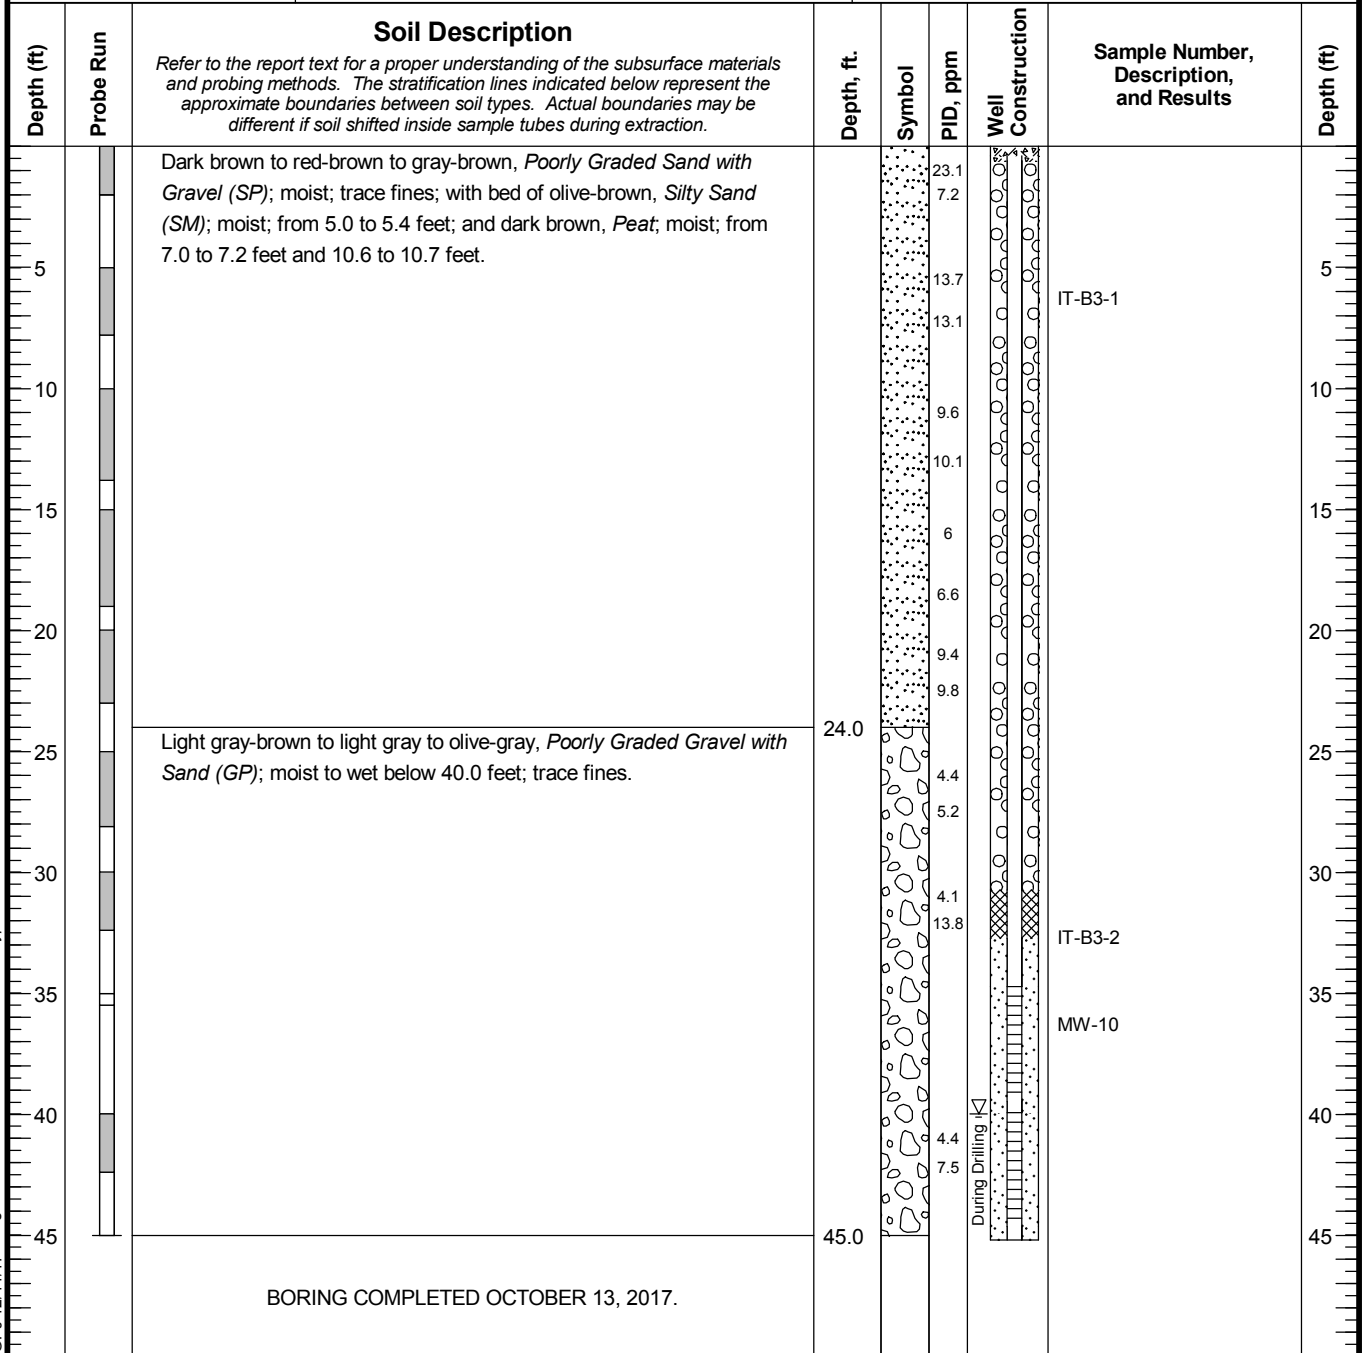 Depth (ft)
Probe Run
Soil Description
Refer to the report text for a proper understanding of the subsurface materials
and probing methods. The stratification lines indicated below represent the
approximate boundaries between soil types. Actual boundaries may be
different if soil shifted inside sample tubes during extraction.
Depth, ft.
Symbol
PID, ppm
Well
Construction
Sample Number,
Description,
and Results
Depth (ft)
Dark brown to red-brown to gray-brown, Poorly Graded Sand with
Gravel (SP); moist; trace fines; with bed of olive-brown, Silty Sand
(SM); moist; from 5.0 to 5.4 feet; and dark brown, Peat; moist; from
7.0 to 7.2 feet and 10.6 to 10.7 feet.
23.1
7.2
5
13.7
5
IT-B3-1
13.1
10
10
9.6
10.1
15
15
6
6.6
20
20
9.4
9.8
24.0
Light gray-brown to light gray to olive-gray, Poorly Graded Gravel with
Sand (GP); moist to wet below 40.0 feet; trace fines.
25
25
4.4
5.2
30
30
4.1
13.8
IT-B3-2
35
35
MW-10
40
40
During Drilling
4.4
7.5
45
45.0
45
BORING COMPLETED OCTOBER 13, 2017.